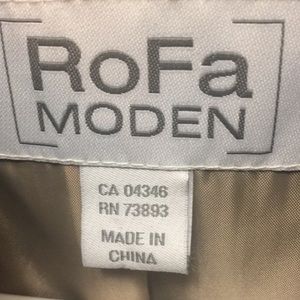 RoFa
MODEN
CA 04346
RN 73893
MADE IN
CHINA